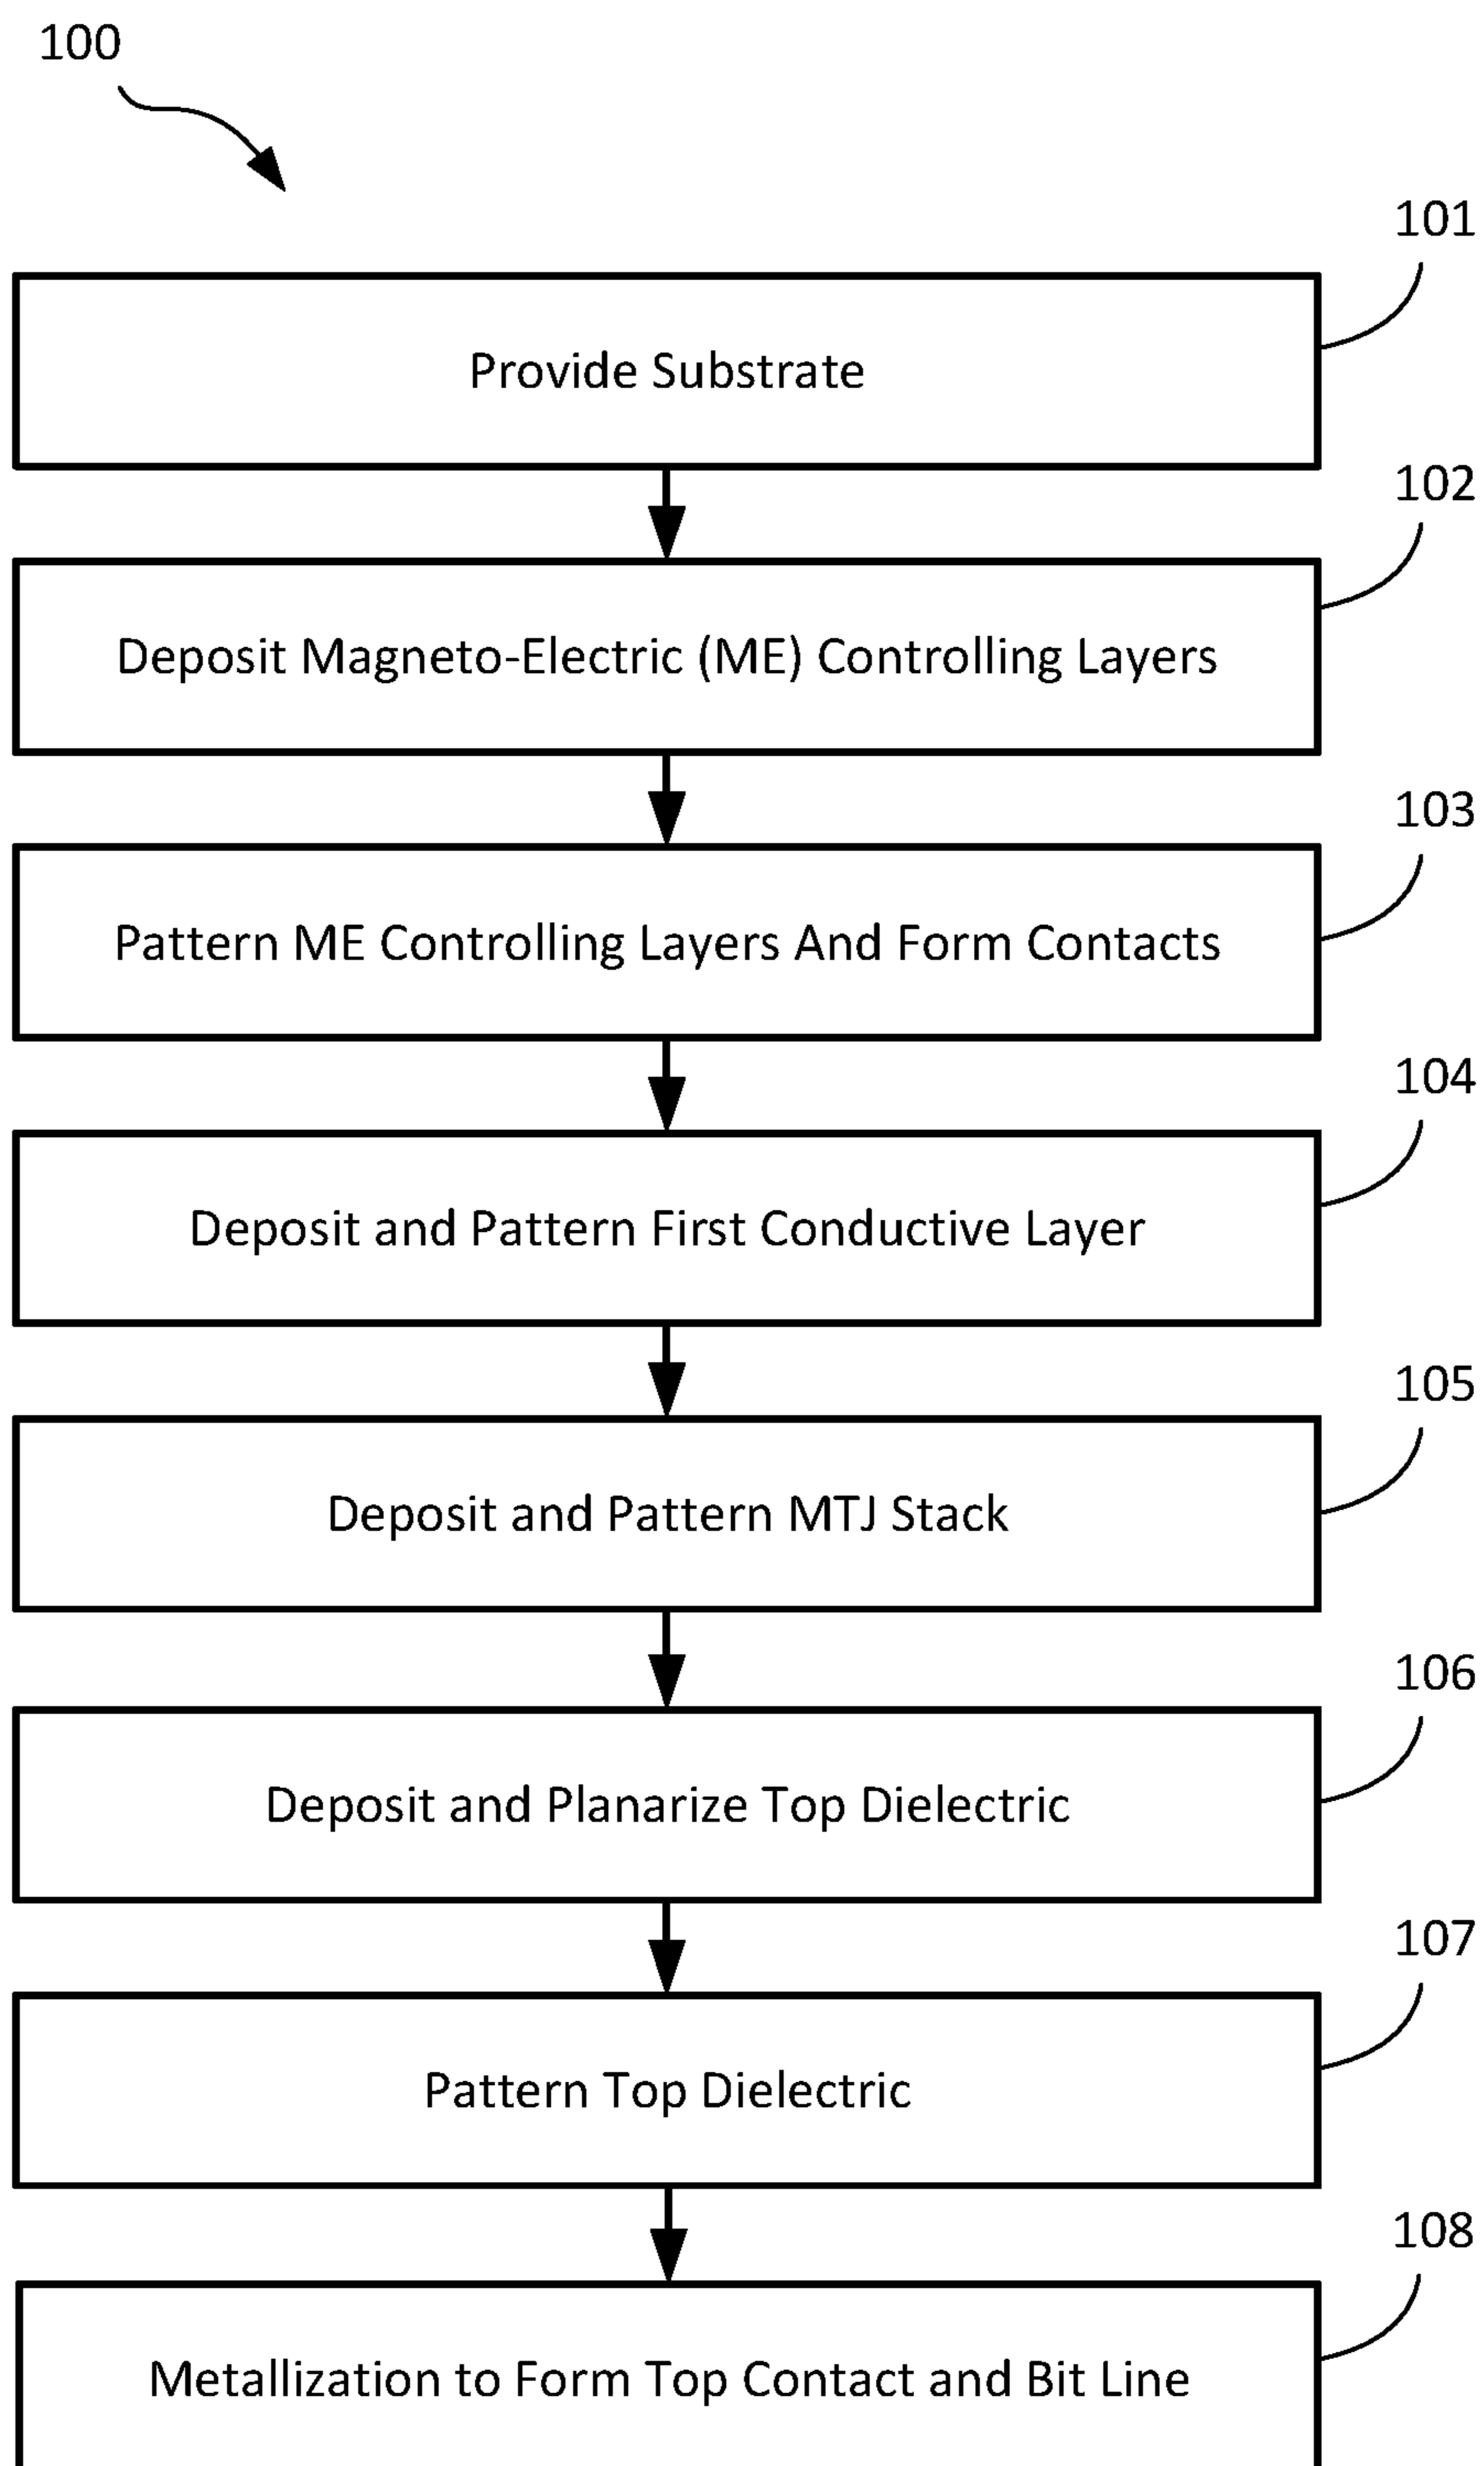 100
101
Provide Substrate
102
Deposit Magneto-Electric (ME) Controlling Layers
103
Pattern ME Controlling Layers And Form Contacts
104
Deposit and Pattern First Conductive Layer
105
Deposit and Pattern MTJ Stack
106
Deposit and Planarize Top Dielectric
107
Pattern Top Dielectric
108
Metallization to Form Top Contact and Bit Line